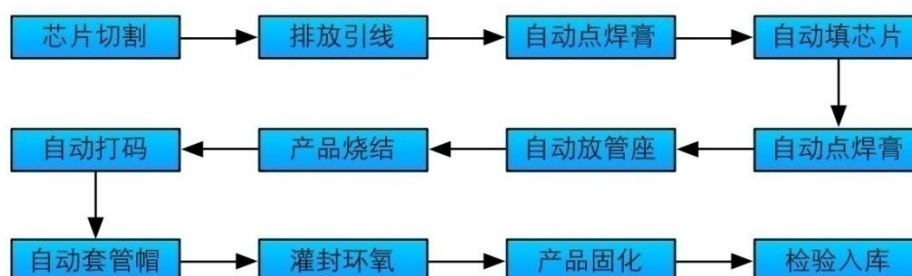 芯片切割
排放引线
自动点焊膏
自动填芯片
自动点焊膏
自动放管座
产品烧结
自动打码
自动套管帽
灌封环氧
产品固化
检验入库